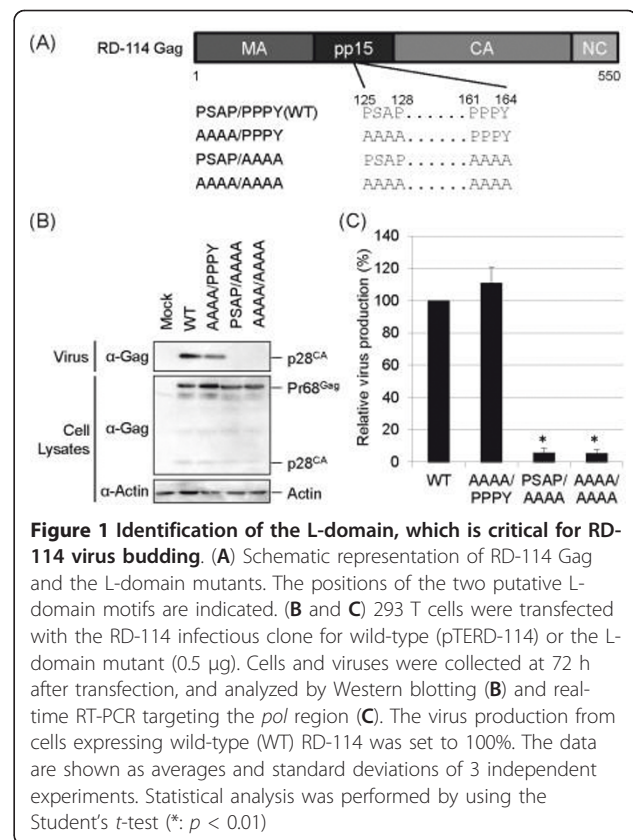 (A)
RD-114 Gag MA pp15 CA NC
1 550
125 128 161 164
PSAP/PPPY(WT) PSAP......PPPY
AAAA/PPPY AAAA......PPPY
PSAP/AAAA PSAP......AAAA
AAAA/AAAA AAAA......AAAA
(B)
Mock WT AAAA/PPPY PSAP/AAAA AAAA/AAAA
Virus α-Gag p28CA
Cell Lysates α-Gag Pr68Gag
p28CA
α-Actin Actin
(C)
Relative virus production (%)
140
120
100
80
60
40
20
0
* *
WT AAAA/PPPY PSAP/AAAA AAAA/AAAA
Figure 1 Identification of the L-domain, which is critical for RD-
114 virus budding. (A) Schematic representation of RD-114 Gag
and the L-domain mutants. The positions of the two putative L-
domain motifs are indicated. (B and C) 293 T cells were transfected
with the RD-114 infectious clone for wild-type (pTERD-114) or the L-
domain mutant (0.5 μg). Cells and viruses were collected at 72 h
after transfection, and analyzed by Western blotting (B) and real-
time RT-PCR targeting the pol region (C). The virus production from
cells expressing wild-type (WT) RD-114 was set to 100%. The data
are shown as averages and standard deviations of 3 independent
experiments. Statistical analysis was performed by using the
Student's t-test (*: p < 0.01)